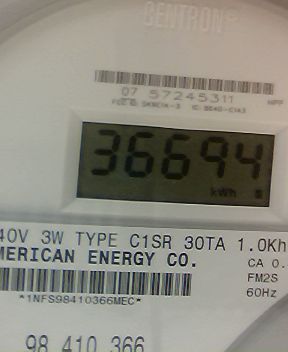 CENTRON®
07 57245311
36694
kWh
40V 3W TYPE C1SR 30TA 1.0Kh
MERICAN ENERGY CO.
CA 0.
FM2S
*1NFS98410366MEC*
60Hz
98 410 366